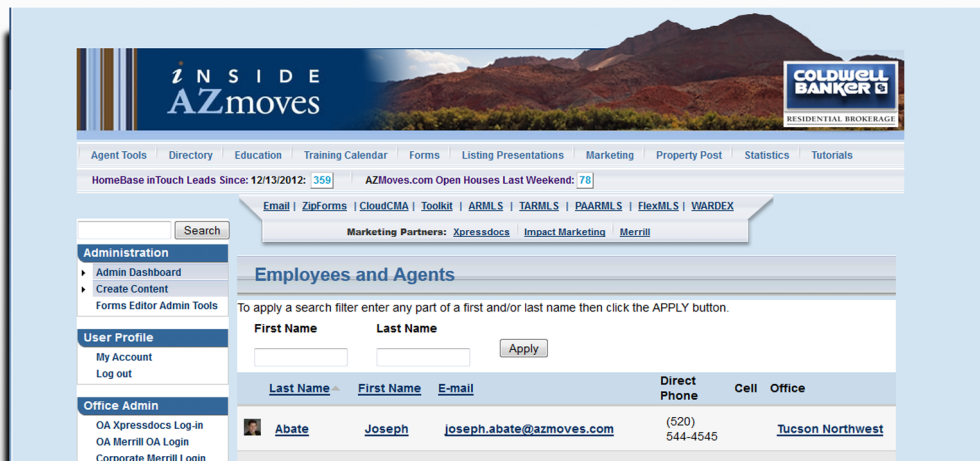 iNSIDE
AZmoves
COLDWELL
BANKER
RESIDENTIAL BROKERAGE
Agent Tools Directory Education Training Calendar Forms Listing Presentations Marketing Property Post Statistics Tutorials
HomeBase inTouch Leads Since: 12/13/2012: 359 AZMoves.com Open Houses Last Weekend: 78
Email | ZipForms | CloudCMA | Toolkit | ARMLS | TARMLS | PAARMLS | FlexMLS | WARDEX
Marketing Partners: Xpressdocs Impact Marketing Merrill
Search
Administration
Admin Dashboard
Create Content
Forms Editor Admin Tools
User Profile
My Account
Log out
Office Admin
OA Xpressdocs Log-in
OA Merrill OA Login
Corporate Merrill Login
Employees and Agents
To apply a search filter enter any part of a first and/or last name then click the APPLY button.
First Name Last Name
Apply
Last Name First Name E-mail Direct Phone Cell Office
Abate Joseph joseph.abate@azmoves.com (520) 544-4545 Tucson Northwest